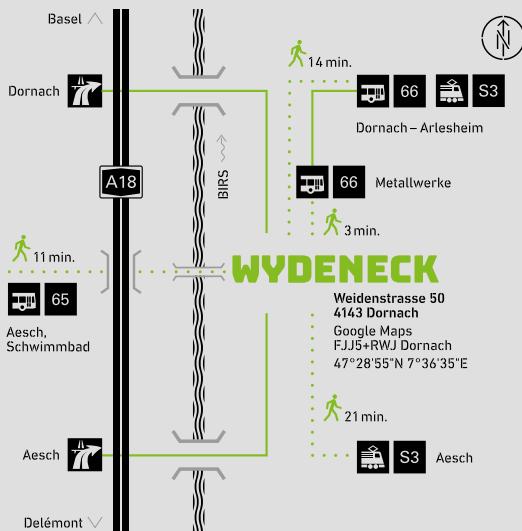 Basel
N
14 min.
Dornach
66
S3
Dornach – Arlesheim
A18
BIRS
66
Metallwerke
3 min.
11 min.
WYDENECK
65
Weidenstrasse 50
4143 Dornach
Aesch,
Schwimmbad
Google Maps
FJJ5+RWJ Dornach
47°28'55"N 7°36'35"E
21 min.
Aesch
S3
Aesch
Delémont